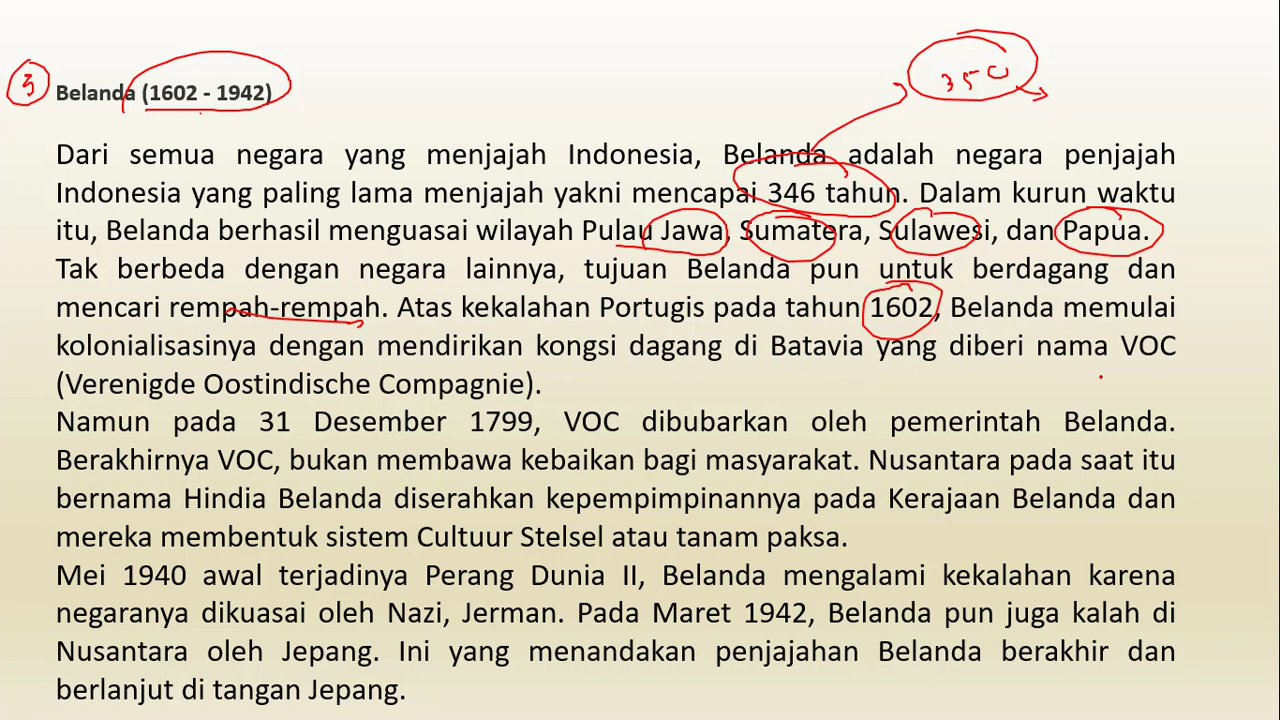 350
3
Belanda (1602 - 1942)
Dari semua negara yang menjajah Indonesia, Belanda adalah negara penjajah
Indonesia yang paling lama menjajah yakni mencapai 346 tahun. Dalam kurun waktu
itu, Belanda berhasil menguasai wilayah Pulau Jawa, Sumatera, Sulawesi, dan Papua.
Tak berbeda dengan negara lainnya, tujuan Belanda pun untuk berdagang dan
mencari rempah-rempah. Atas kekalahan Portugis pada tahun 1602, Belanda memulai
kolonialisasinya dengan mendirikan kongsi dagang di Batavia yang diberi nama VOC
(Verenigde Oostindische Compagnie).
Namun pada 31 Desember 1799, VOC dibubarkan oleh pemerintah Belanda.
Berakhirnya VOC, bukan membawa kebaikan bagi masyarakat. Nusantara pada saat itu
bernama Hindia Belanda diserahkan kepempimpinannya pada Kerajaan Belanda dan
mereka membentuk sistem Cultuur Stelsel atau tanam paksa.
Mei 1940 awal terjadinya Perang Dunia II, Belanda mengalami kekalahan karena
negaranya dikuasai oleh Nazi, Jerman. Pada Maret 1942, Belanda pun juga kalah di
Nusantara oleh Jepang. Ini yang menandakan penjajahan Belanda berakhir dan
berlanjut di tangan Jepang.